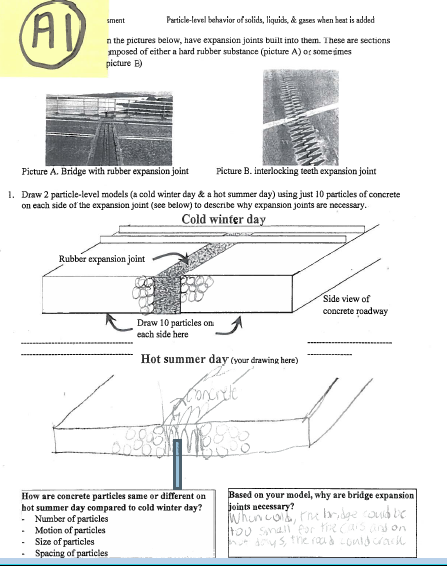 A1
sment
Particle-level behavior of solids, liquids, & gases when heat is added
n the pictures below, have expansion joints built into them. These are sections
mposed of either a hard rubber substance (picture A) or sometimes
picture B)
Picture A. Bridge with rubber expansion joint
Picture B. interlocking teeth expansion joint
1. Draw 2 particle-level models (a cold winter day & a hot summer day) using just 10 particles of concrete
on each side of the expansion joint (see below) to describe why expansion joints are necessary.
Cold winter day
Rubber expansion joint
Side view of
concrete roadway
Draw 10 particles on
each side here
Hot summer day (your drawing here)
concrete
How are concrete particles same or different on
hot summer day compared to cold winter day?
- Number of particles
- Motion of particles
- Size of particles
- Spacing of particles
Based on your model, why are bridge expansion
joints necessary?
When cold, the bridge could be
too small for the cars and on
hot days, the road could crack